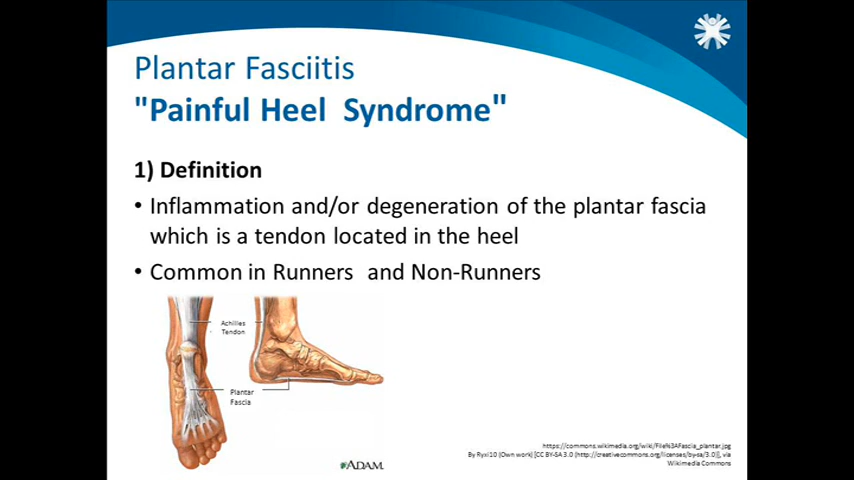 Plantar Fasciitis
"Painful Heel Syndrome"
1) Definition
• Inflammation and/or degeneration of the plantar fascia
which is a tendon located in the heel
• Common in Runners and Non-Runners
Achilles
Tendon
Plantar
Fascia
ADAM.
https://commons.wikimedia.org/wiki/File%3AFascia_plantar.jpg
By Ryxi10 (Own work) [CC BY-SA 3.0 (http://creativecommons.org/licenses/by-sa/3.0)], via
Wikimedia Commons